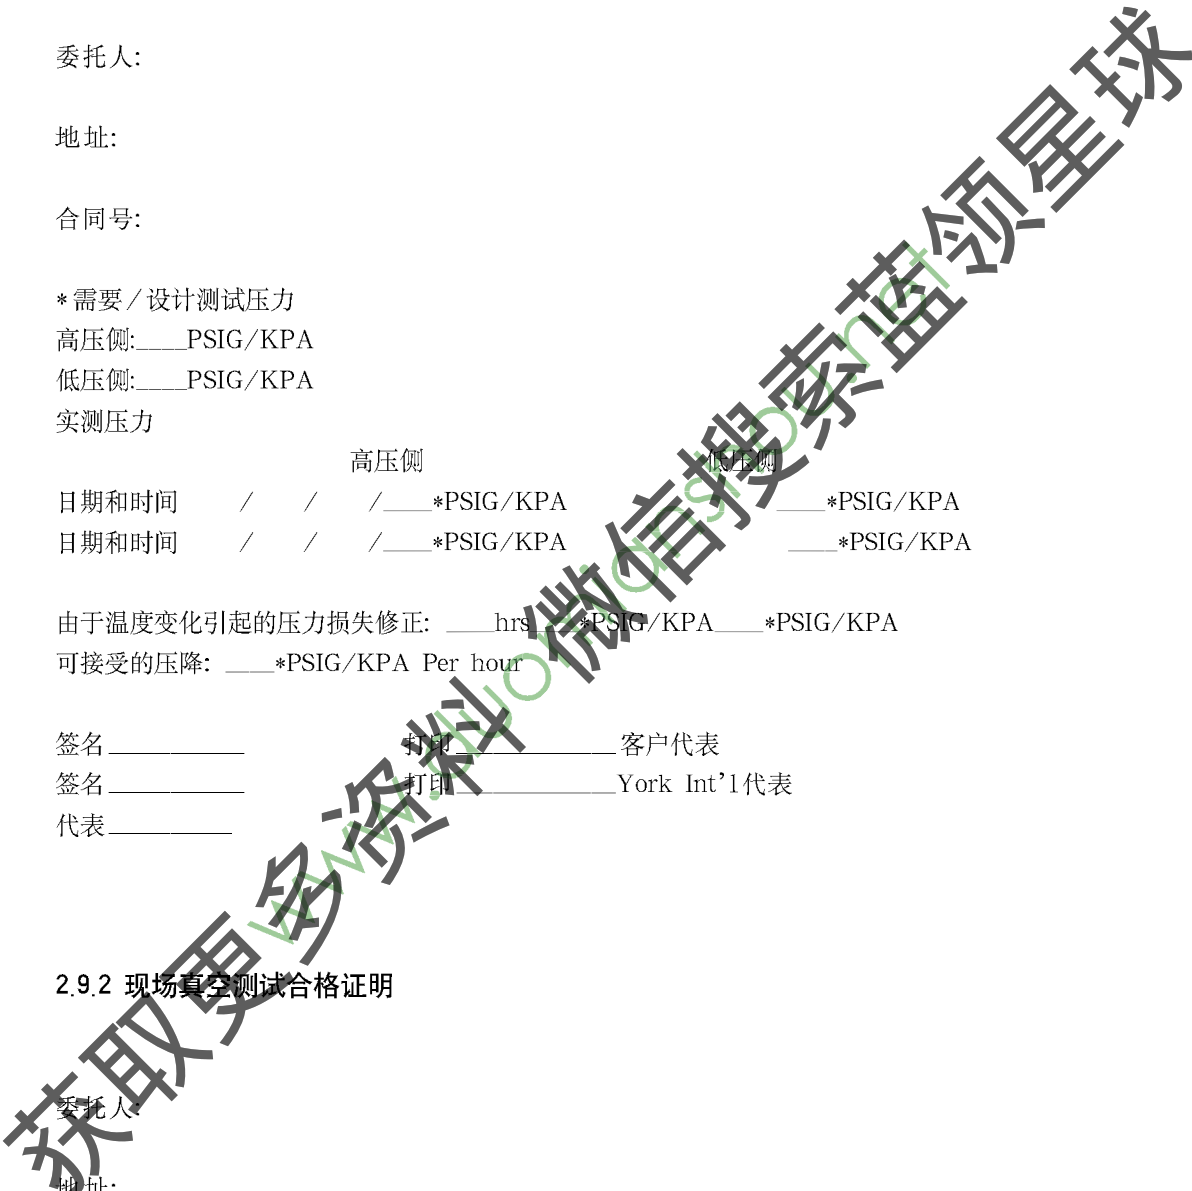 委托人:
地址:
合同号:
*需要/设计测试压力
高压侧:____PSIG/KPA
低压侧:____PSIG/KPA
实测压力
高压侧 低压侧
日期和时间 / / /____*PSIG/KPA ____*PSIG/KPA
日期和时间 / / /____*PSIG/KPA ____*PSIG/KPA
由于温度变化引起的压力损失修正: ____hrs____*PSIG/KPA____*PSIG/KPA
可接受的压降: ____*PSIG/KPA Per hour
签名___________ 打印_____________客户代表
签名___________ 打印_____________York Int'l代表
代表__________
2.9.2 现场真空测试合格证明
委托人:
地址:
获取更多资料 微信搜索蓝领星球